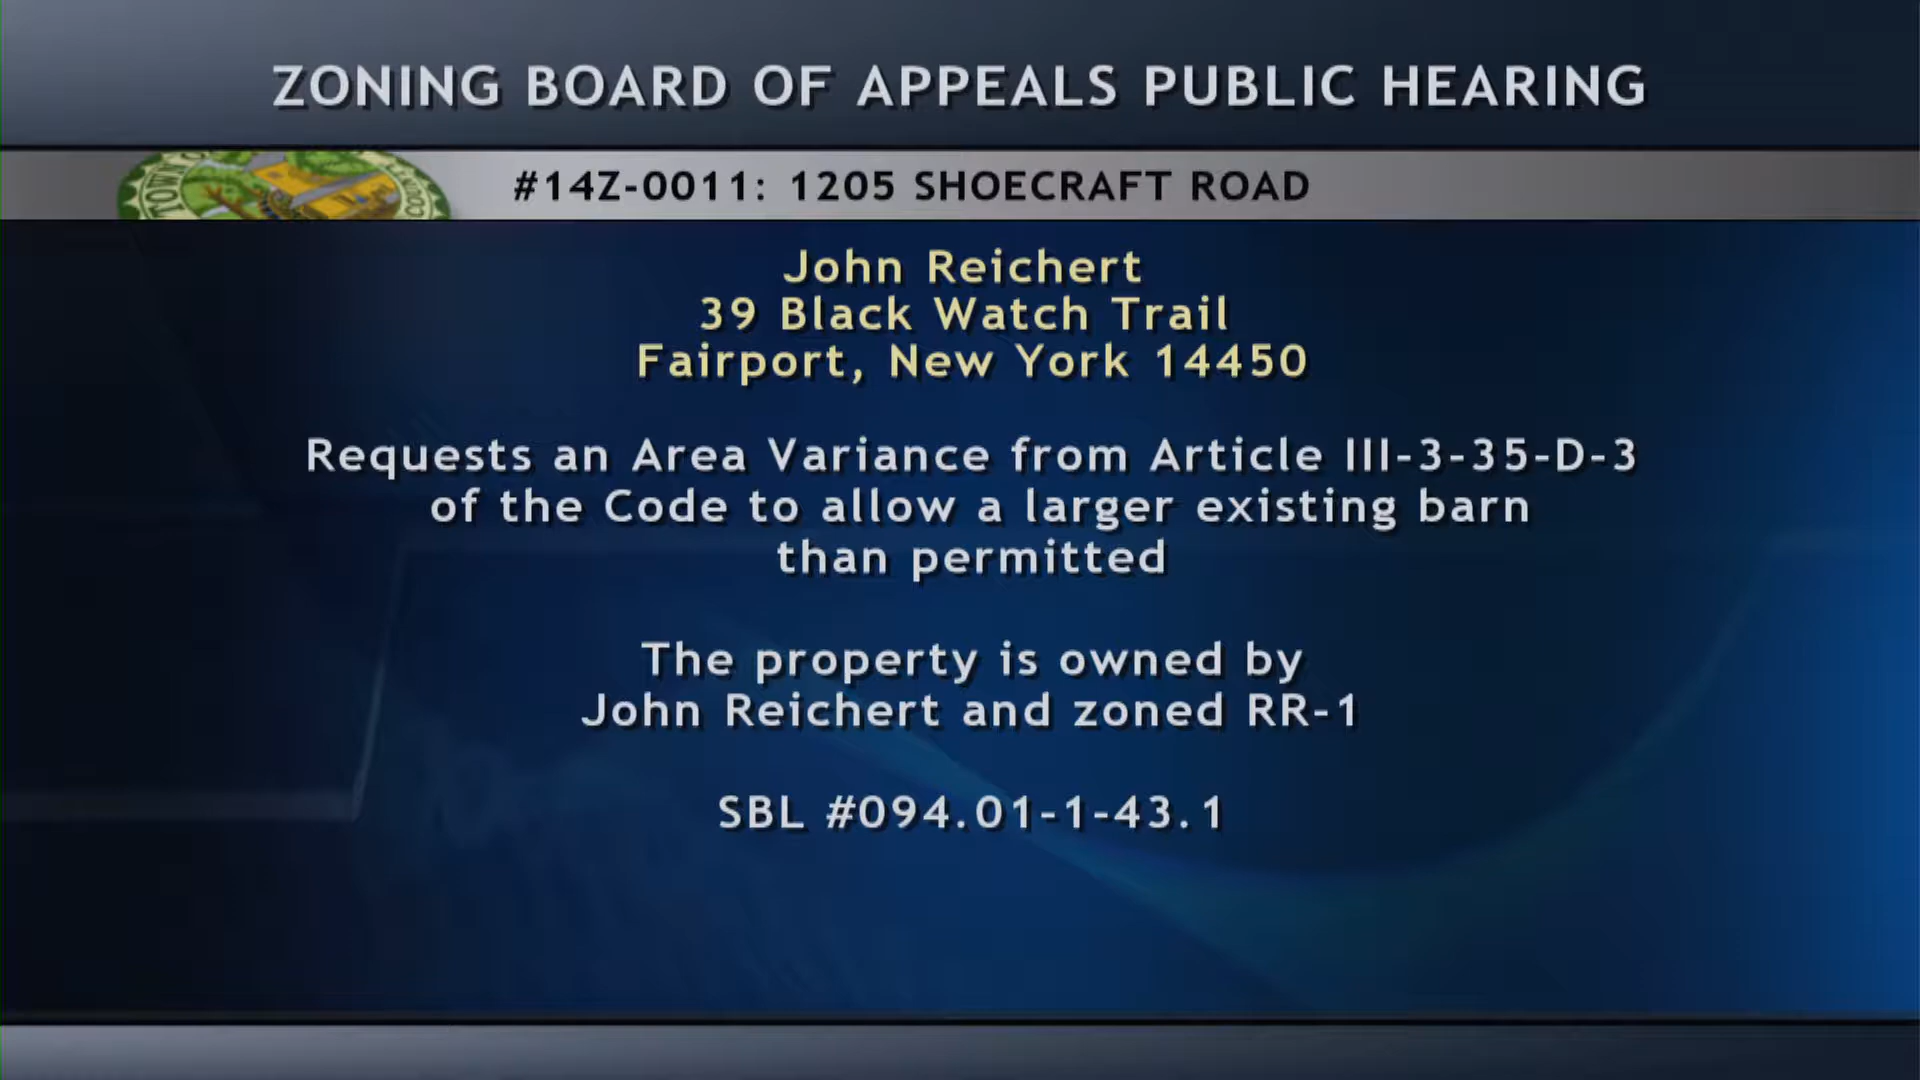 ZONING BOARD OF APPEALS PUBLIC HEARING
TOWN O
#14Z-0011: 1205 SHOECRAFT ROAD
John Reichert
39 Black Watch Trail
Fairport, New York 14450
Requests an Area Variance from Article III-3-35-D-3
of the Code to allow a larger existing barn
than permitted
The property is owned by
John Reichert and zoned RR-1
SBL #094.01-1-43.1